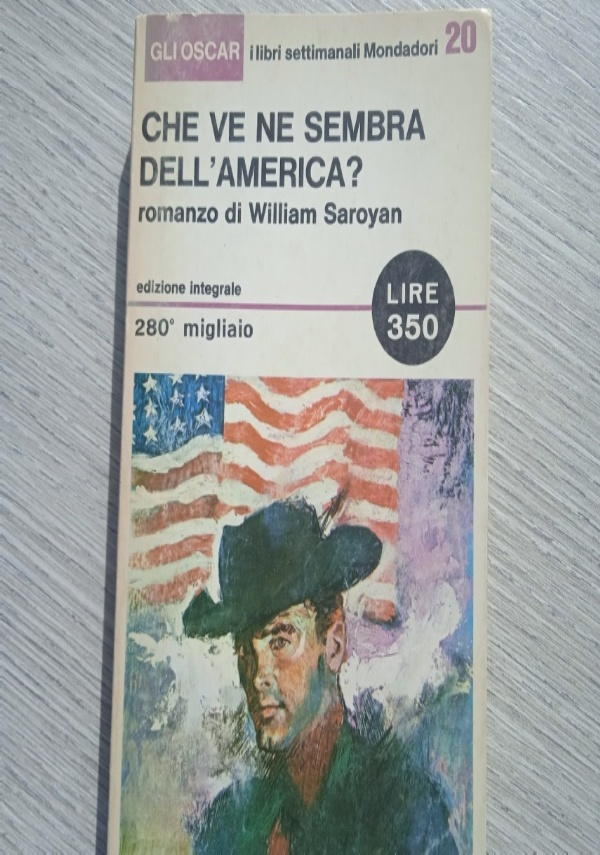 GLI OSCAR i libri settimanali Mondadori 20
CHE VE NE SEMBRA
DELL'AMERICA?
romanzo di William Saroyan
edizione integrale
LIRE
350
280° migliaio